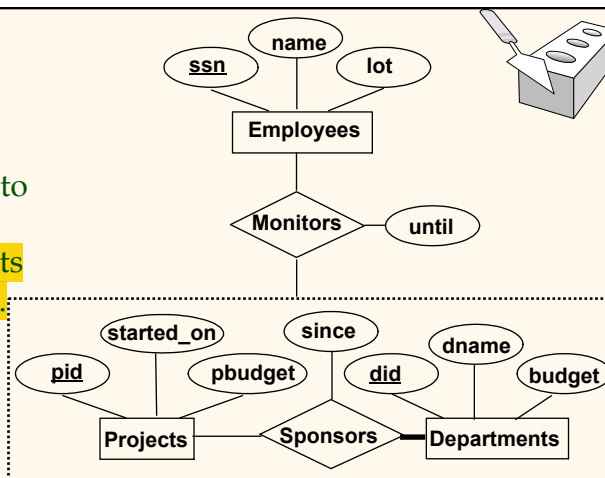 name
ssn
lot
Employees
to
Monitors
until
ts
.
started_on
since
dname
pid
pbudget
did
budget
Projects
Sponsors
Departments